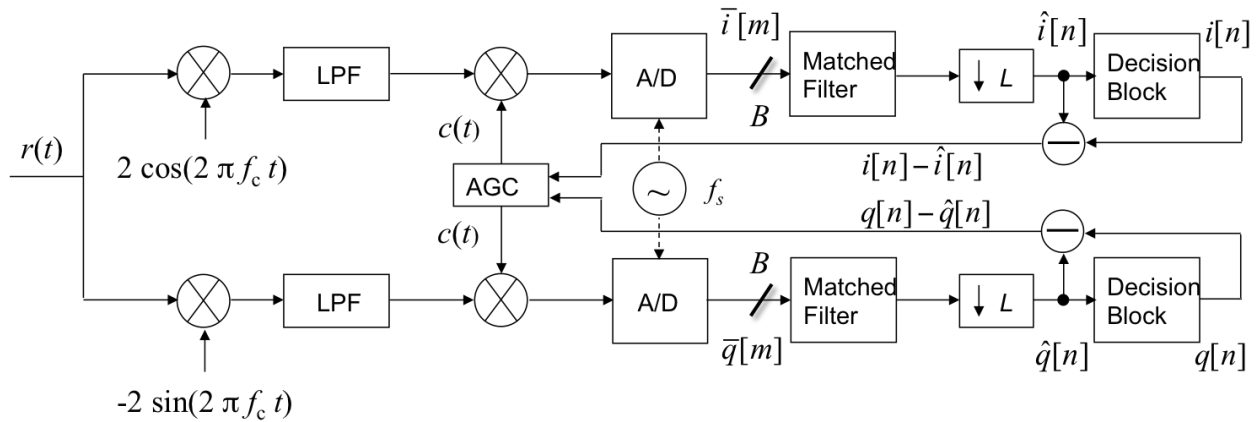 i̅[m]
î[n]
i[n]
LPF
A/D
Matched
Filter
↓ L
Decision
Block
B
c(t)
r(t)
2 cos(2 π f_c t)
i[n] − î[n]
AGC
~
f_s
q[n] − q̂[n]
c(t)
B
LPF
A/D
Matched
Filter
↓ L
Decision
Block
q̅[m]
q̂[n]
q[n]
-2 sin(2 π f_c t)